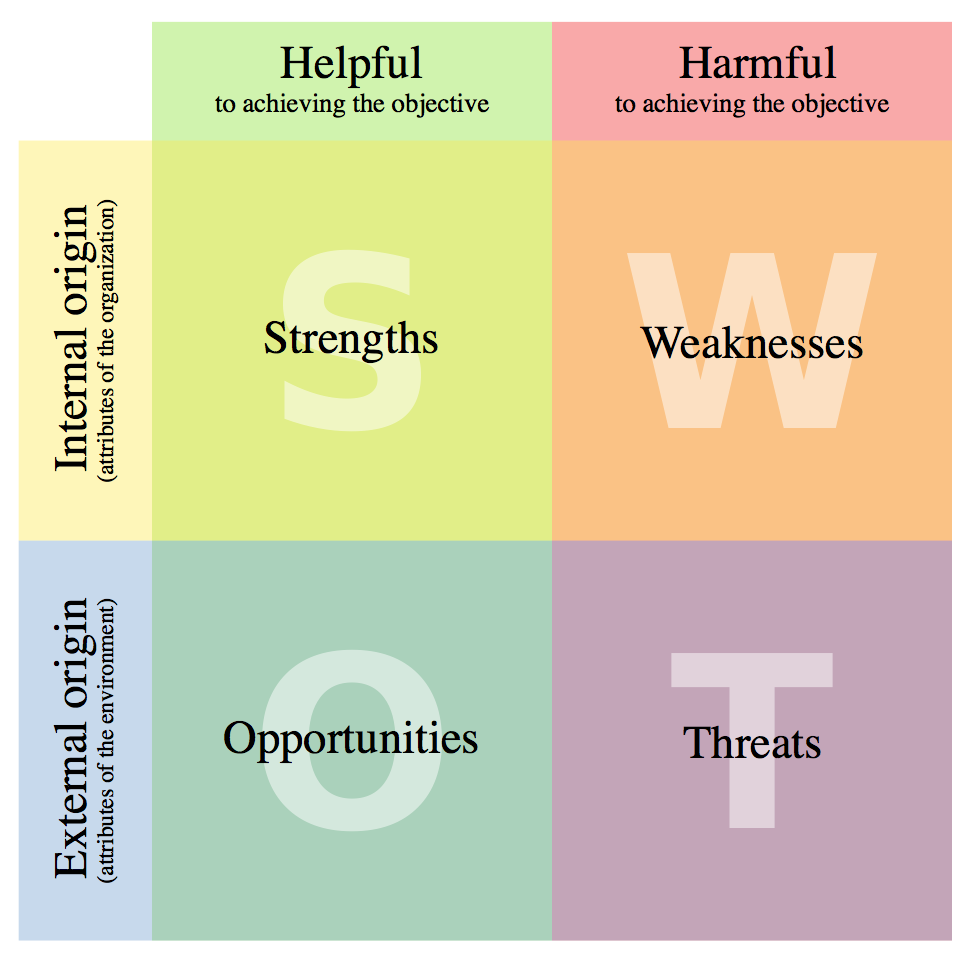 Helpful
to achieving the objective
Harmful
to achieving the objective
Internal origin
(attributes of the organization)
S
Strengths
W
Weaknesses
External origin
(attributes of the environment)
O
Opportunities
T
Threats